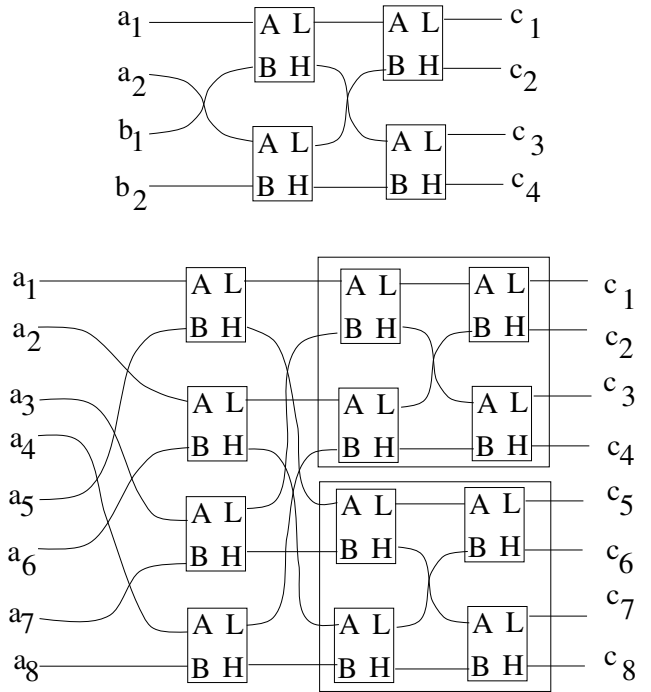 a1 A L A L c1
a2 B H B H c2
b1 A L A L c3
b2 B H B H c4
a1 A L A L A L c1
a2 B H B H B H c2
a3 A L A L A L c3
a4 B H B H B H c4
a5 A L A L A L c5
a6 B H B H B H c6
a7 A L A L A L c7
a8 B H B H B H c8